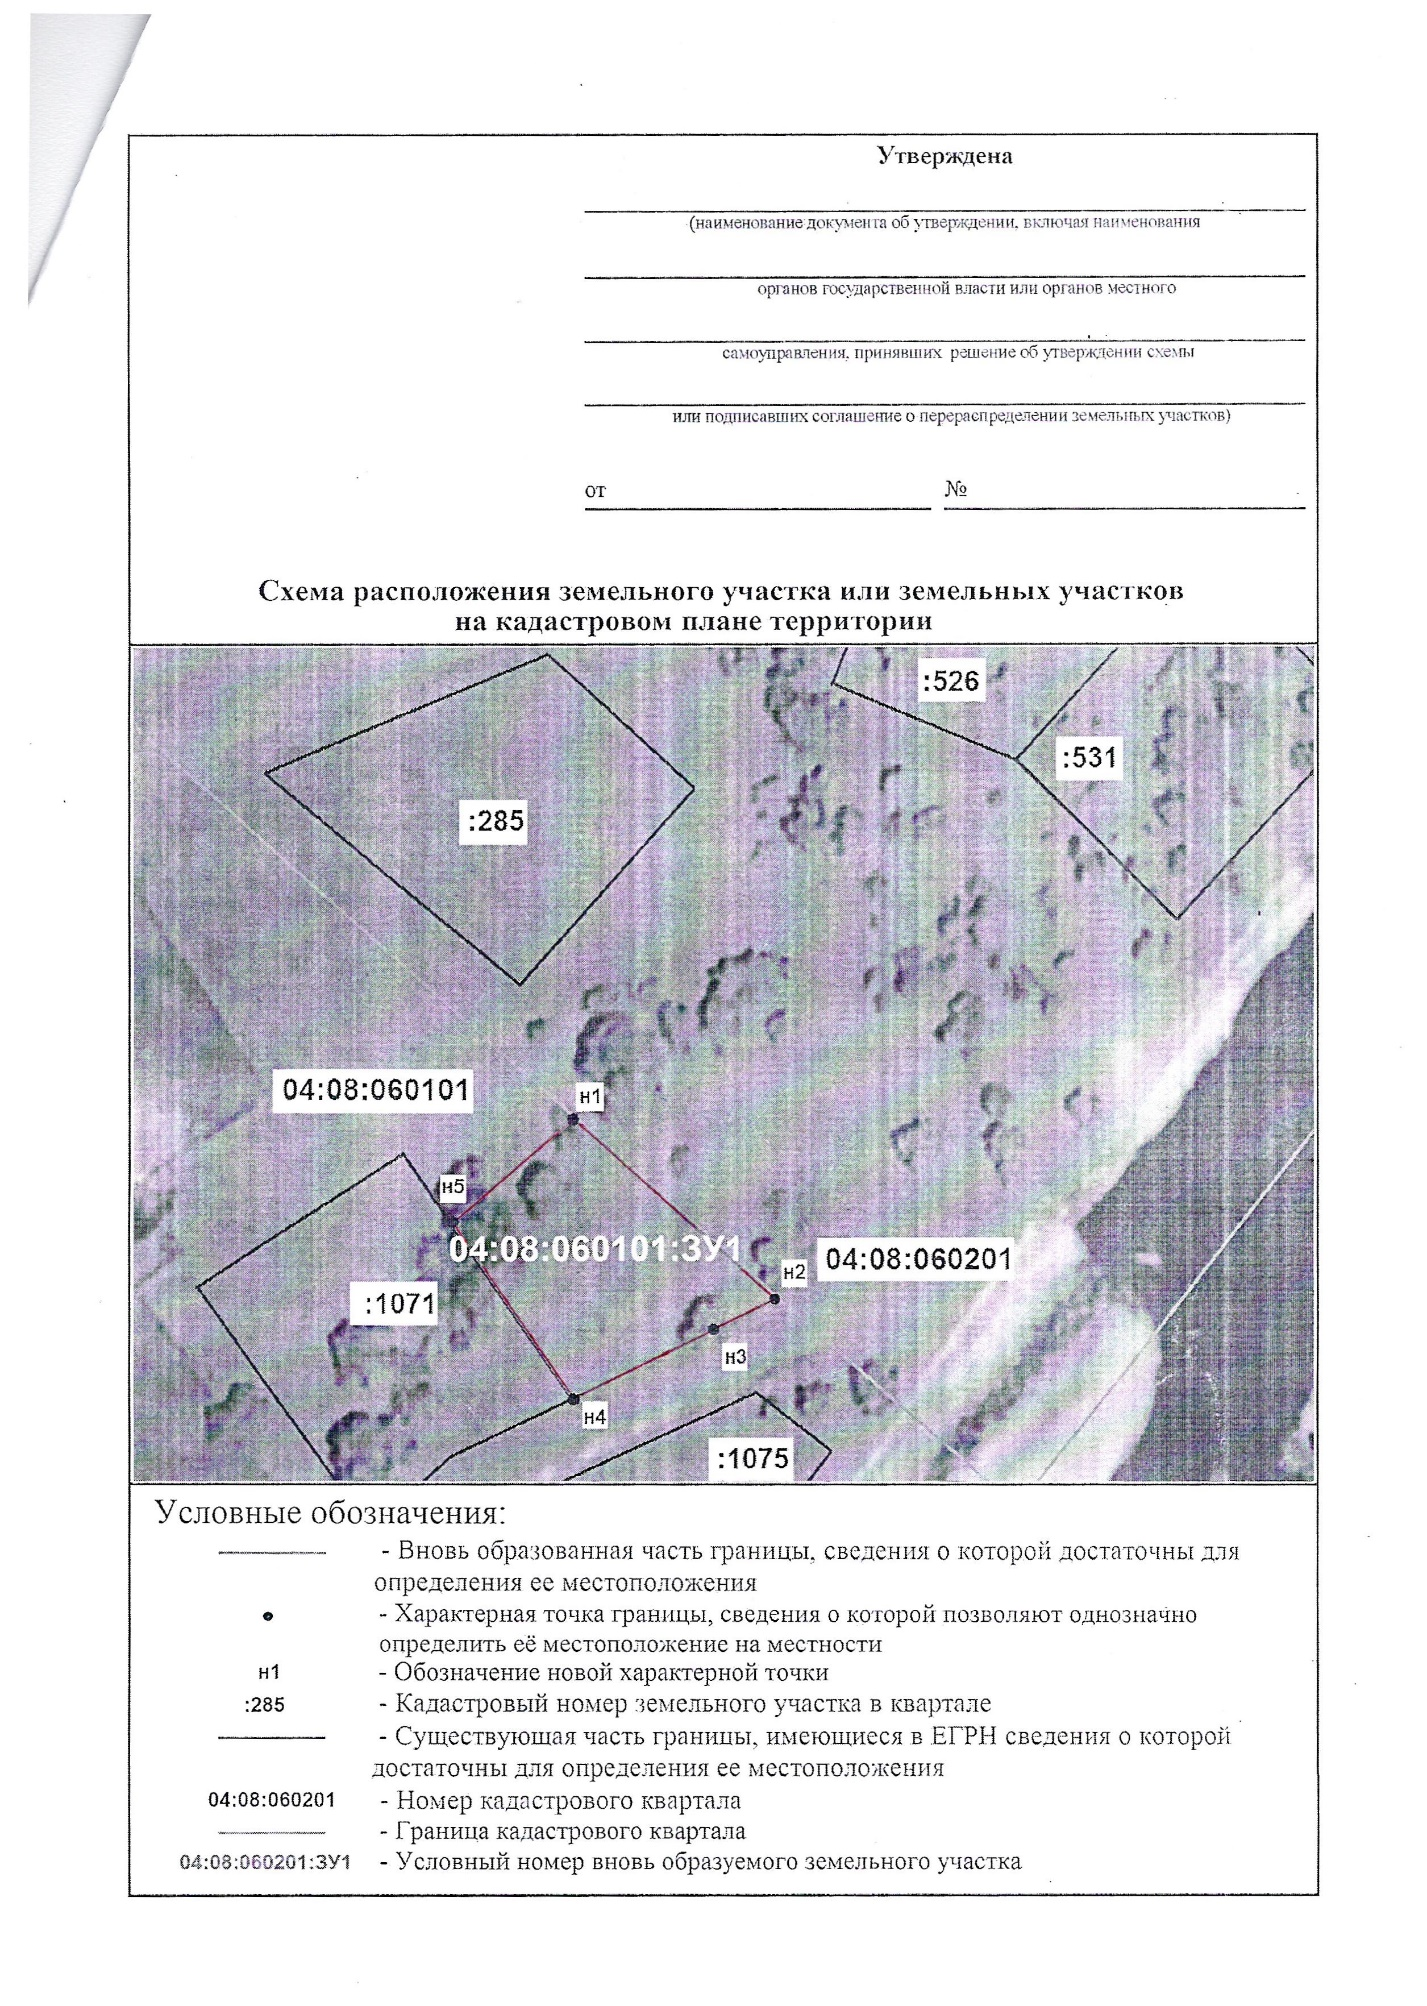 Утверждена
(наименование документа об утверждении, включая наименования
органов государственной власти или органов местного
самоуправления, принявших решение об утверждении схемы
или подписавших соглашение о перераспределении земельных участков)
от № 
Схема расположения земельного участка или земельных участков
на кадастровом плане территории
:526
:531
:285
04:08:060101
н1
н5
04:08:060101:ЗУ1
04:08:060201
н2
:1071
н3
н4
:1075
Условные обозначения:
- Вновь образованная часть границы, сведения о которой достаточны для
определения ее местоположения
- Характерная точка границы, сведения о которой позволяют однозначно
определить её местоположение на местности
н1 - Обозначение новой характерной точки
:285 - Кадастровый номер земельного участка в квартале
- Существующая часть границы, имеющиеся в ЕГРН сведения о которой
достаточны для определения ее местоположения
04:08:060201 - Номер кадастрового квартала
- Граница кадастрового квартала
04:08:060201:ЗУ1 - Условный номер вновь образуемого земельного участка